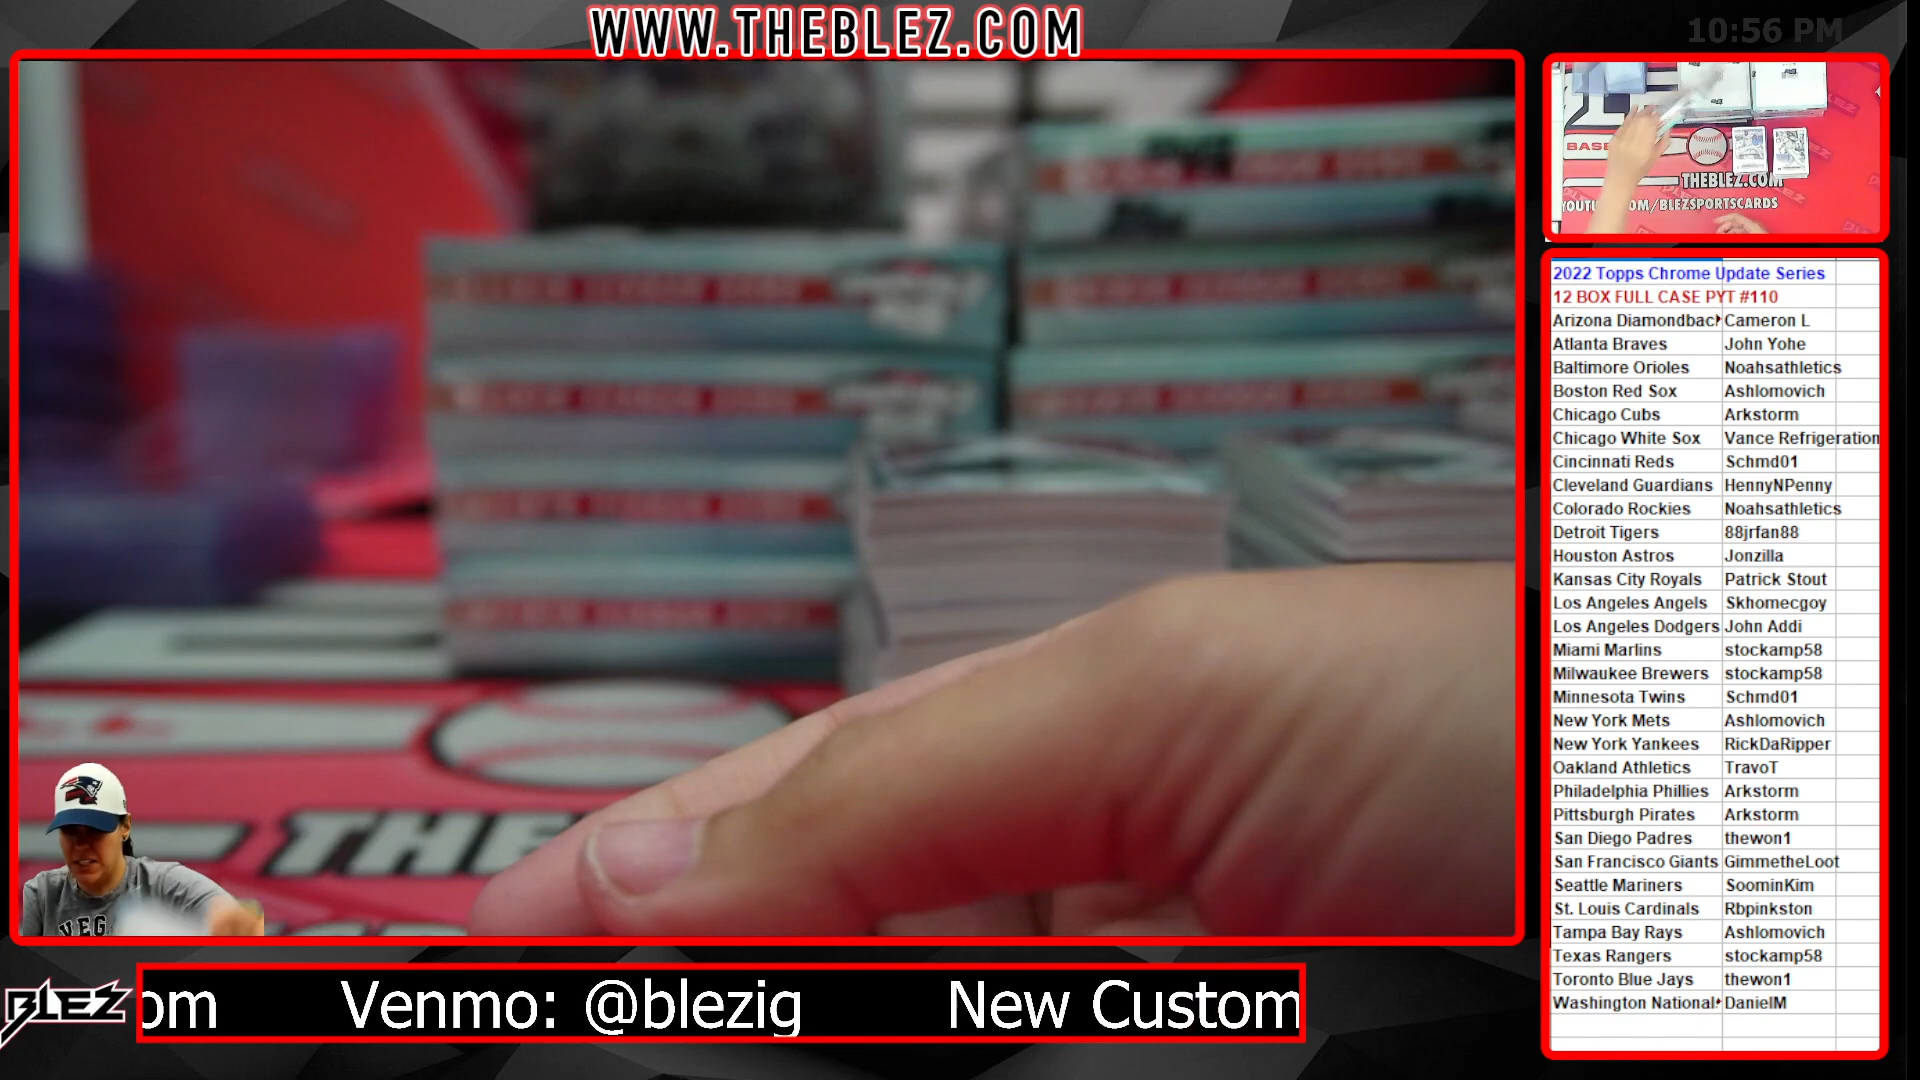 WWW.THEBLEZ.COM
10:56 PM
BASE
THEBLEZ.COM
YOUTU OM/BLEZSPORTSCARDS
2022 Topps Chrome Update Series
12 BOX FULL CASE PYT #110
Arizona Diamondbac Cameron L
Atlanta Braves John Yohe
Baltimore Orioles Noahsathletics
Boston Red Sox Ashlomovich
Chicago Cubs Arkstorm
Chicago White Sox Vance Refrigeration
Cincinnati Reds Schmd01
Cleveland Guardians HennyNPenny
Colorado Rockies Noahsathletics
Detroit Tigers 88jrfan88
Houston Astros Jonzilla
Kansas City Royals Patrick Stout
Los Angeles Angels Skhomecgoy
Los Angeles Dodgers John Addi
Miami Marlins stockamp58
Milwaukee Brewers stockamp58
Minnesota Twins Schmd01
New York Mets Ashlomovich
New York Yankees RickDaRipper
Oakland Athletics TravoT
Philadelphia Phillies Arkstorm
Pittsburgh Pirates Arkstorm
San Diego Padres thewon1
San Francisco Giants GimmetheLoot
Seattle Mariners SoominKim
St. Louis Cardinals Rbpinkston
Tampa Bay Rays Ashlomovich
Texas Rangers stockamp58
Toronto Blue Jays thewon1
Washington National DanielM
THE
VEG
BLEZ
om Venmo: @blezig New Custom